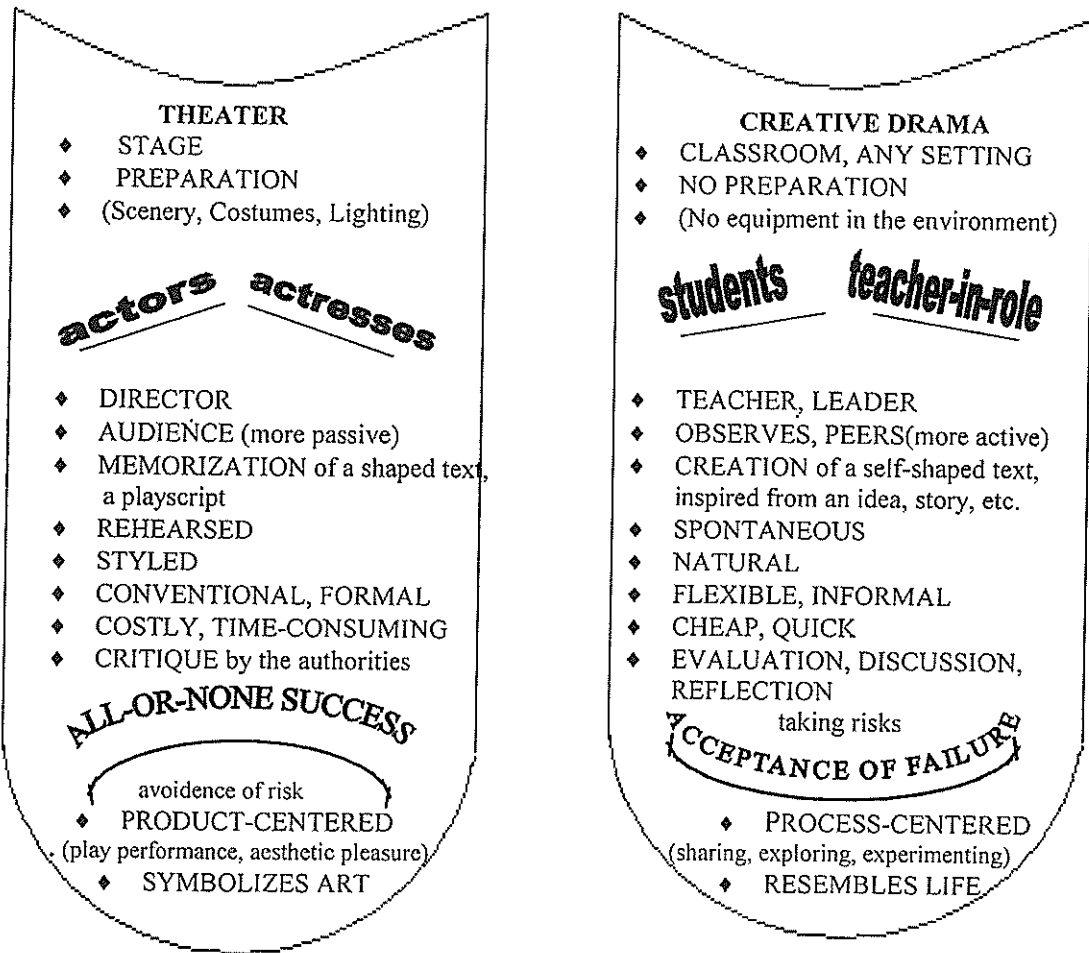 THEATER
♦ STAGE
♦ PREPARATION
♦ (Scenery, Costumes, Lighting)
actors actresses
♦ DIRECTOR
♦ AUDIENCE (more passive)
♦ MEMORIZATION of a shaped text,
a playscript
♦ REHEARSED
♦ STYLED
♦ CONVENTIONAL, FORMAL
♦ COSTLY, TIME-CONSUMING
♦ CRITIQUE by the authorities
ALL-OR-NONE SUCCESS
avoidence of risk
♦ PRODUCT-CENTERED
(play performance, aesthetic pleasure)
♦ SYMBOLIZES ART
CREATIVE DRAMA
♦ CLASSROOM, ANY SETTING
♦ NO PREPARATION
♦ (No equipment in the environment)
students teacher-in-role
♦ TEACHER, LEADER
♦ OBSERVES, PEERS(more active)
♦ CREATION of a self-shaped text,
inspired from an idea, story, etc.
♦ SPONTANEOUS
♦ NATURAL
♦ FLEXIBLE, INFORMAL
♦ CHEAP, QUICK
♦ EVALUATION, DISCUSSION,
REFLECTION
taking risks
ACCEPTANCE OF FAILURE
♦ PROCESS-CENTERED
(sharing, exploring, experimenting)
♦ RESEMBLES LIFE